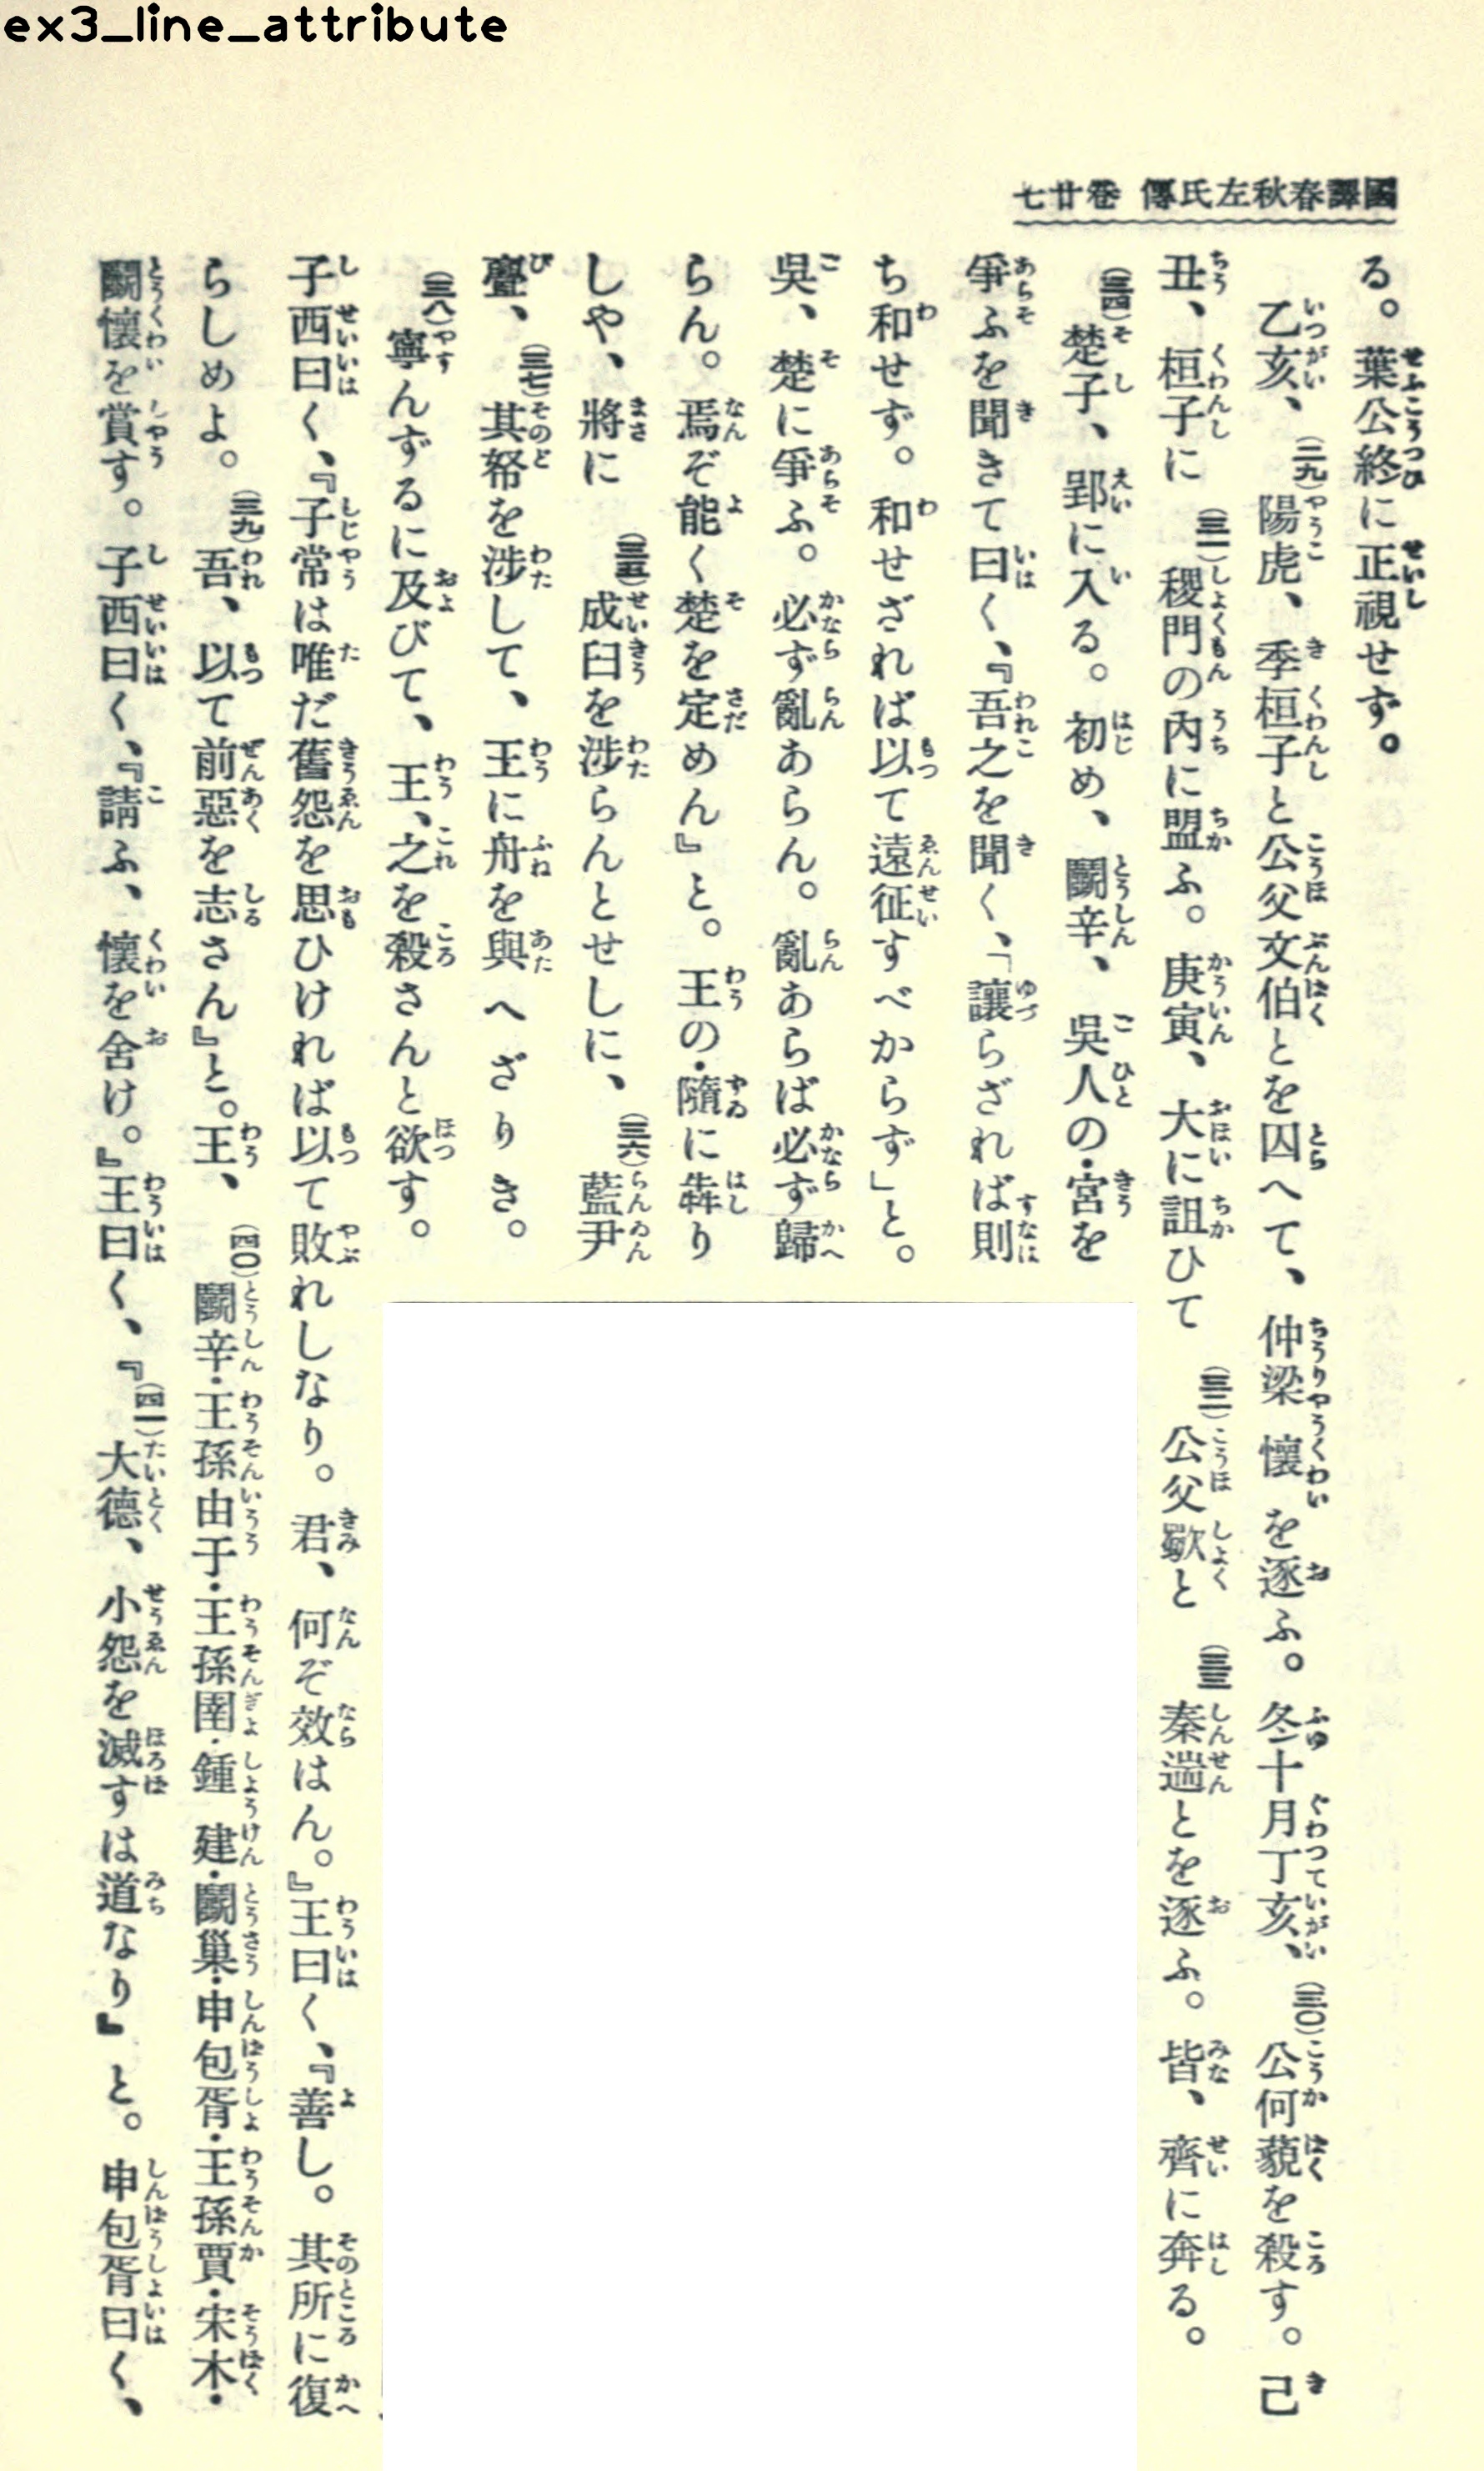 ex3_line_attribute
國譯春秋左氏傳 卷廿七
る。葉公終に正視せず。
乙亥、(二九)陽虎、季桓子と公父文伯とを囚へて、仲梁懷を逐ふ。冬十月丁亥、(三〇)公何藐を殺す。己
丑、桓子に(三一)稷門の內に盟ふ。庚寅、大に詛ひて(三二)公父歜と(三三)秦遄とを逐ふ。皆、齊に奔る。
(三四)楚子、郢に入る。初め、鬭辛、吳人の・宮を
爭ふを聞きて曰く、『吾之を聞く、「讓らざれば則
ち和せず。和せざれば以て遠征すべからず」と。
吳、楚に爭ふ。必ず亂あらん。亂あらば必ず歸
らん。焉ぞ能く楚を定めん』と。王の・隨に犇り
しや、將に(三五)成臼を涉らんとせしに、(三六)藍尹
亹、(三七)其帑を涉して、王に舟を與へざりき。
(三八)寧んずるに及びて、王、之を殺さんと欲す。
子西曰く、『子常は唯だ舊怨を思ひければ以て敗れしなり。君、何ぞ效はん。』王曰く、『善し。其所に復
らしめよ。(三九)吾、以て前惡を志さん』と。王、(四〇)鬭辛・王孫由于・王孫圉・鍾建・鬭巢・申包胥・王孫賈・宋木・
鬭懷を賞す。子西曰く、『請ふ、懷を舍け。』王曰く、『(四一)大德、小怨を滅すは道なり』と。申包胥曰く、